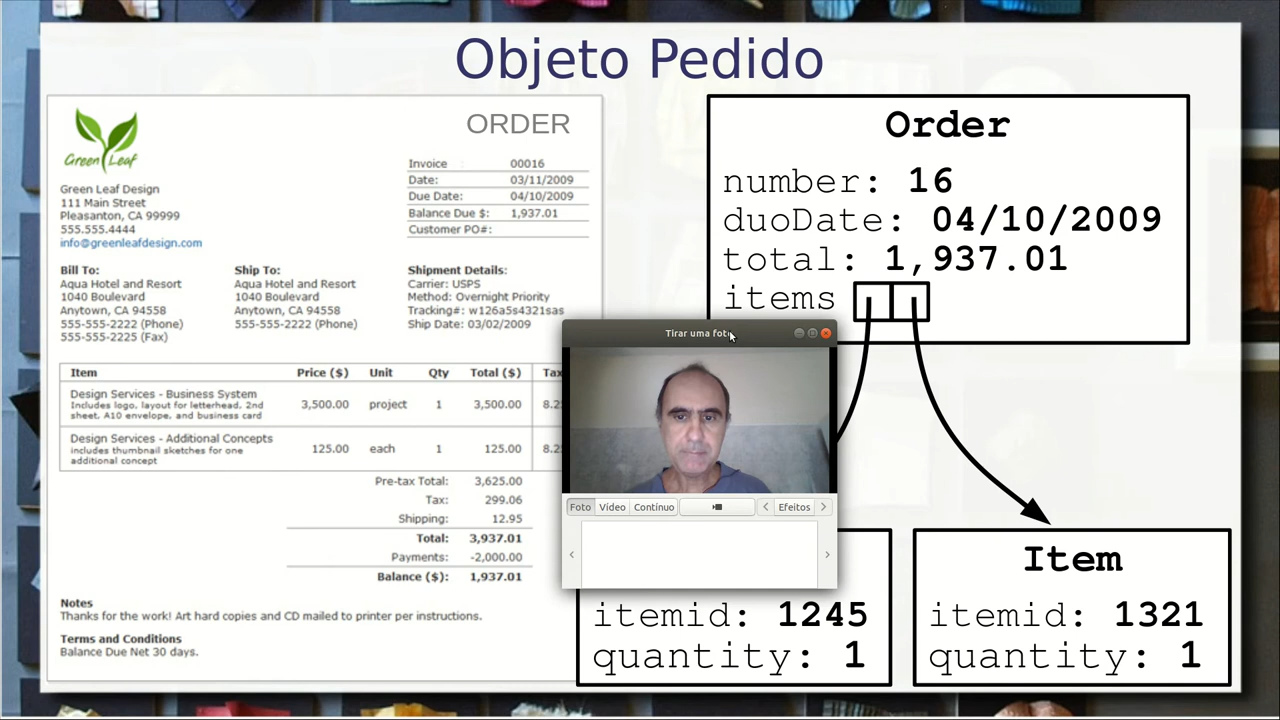 Objeto Pedido
ORDER
Green Leaf
Invoice : 00016
Date: 03/11/2009
Due Date: 04/10/2009
Balance Due $: 1,937.01
Customer PO#:
Green Leaf Design
111 Main Street
Pleasanton, CA 99999
555.555.4444
info@greenleafdesign.com
Bill To:
Aqua Hotel and Resort
1040 Boulevard
Anytown, CA 94558
555-555-2222 (Phone)
555-555-2225 (Fax)
Ship To:
Aqua Hotel and Resort
1040 Boulevard
Anytown, CA 94558
555-555-2222 (Phone)
Shipment Details:
Carrier: USPS
Method: Overnight Priority
Tracking#: w126a5s4321sas
Ship Date: 03/02/2009
Item Price ($) Unit Qty Total ($) Tax
Design Services - Business System
Includes logo, layout for letterhead, 2nd
sheet, A10 envelope, and business card
3,500.00 project 1 3,500.00 8.2
Design Services - Additional Concepts
includes thumbnail sketches for one
additional concept
125.00 each 1 125.00 8.2
Pre-tax Total: 3,625.00
Tax: 299.06
Shipping: 12.95
Total: 3,937.01
Payments: -2,000.00
Balance ($): 1,937.01
Notes
Thanks for the work! Art hard copies and CD mailed to printer per instructions.
Terms and Conditions
Balance Due Net 30 days.
Order
number: 16
duoDate: 04/10/2009
total: 1,937.01
items
Tirar uma foto
Foto Vídeo Contínuo Efeitos
itemid: 1245
quantity: 1
Item
itemid: 1321
quantity: 1